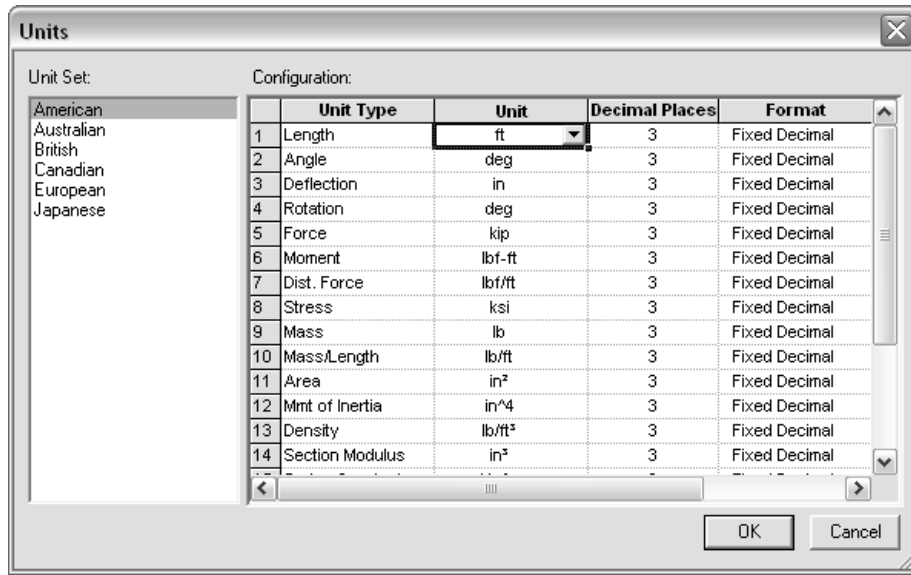 Units
Unit Set:
American
Australian
British
Canadian
European
Japanese
Configuration:
Unit Type Unit Decimal Places Format
1 Length ft 3 Fixed Decimal
2 Angle deg 3 Fixed Decimal
3 Deflection in 3 Fixed Decimal
4 Rotation deg 3 Fixed Decimal
5 Force kip 3 Fixed Decimal
6 Moment lbf-ft 3 Fixed Decimal
7 Dist. Force lbf/ft 3 Fixed Decimal
8 Stress ksi 3 Fixed Decimal
9 Mass lb 3 Fixed Decimal
10 Mass/Length lb/ft 3 Fixed Decimal
11 Area in² 3 Fixed Decimal
12 Mmt of Inertia in^4 3 Fixed Decimal
13 Density lb/ft³ 3 Fixed Decimal
14 Section Modulus in³ 3 Fixed Decimal
OK Cancel